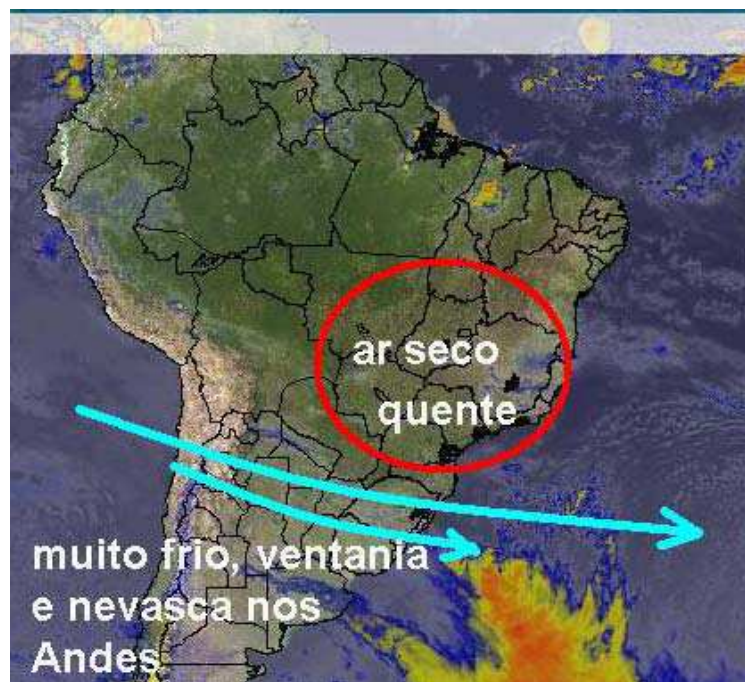 ar seco
quente
muito frio, ventania
e nevasca nos
Andes